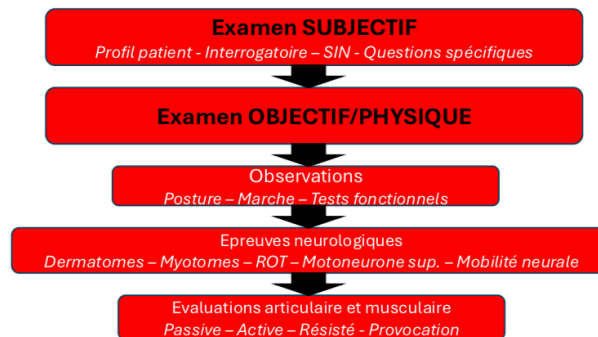 Examen SUBJECTIF
Profil patient - Interrogatoire – SIN - Questions spécifiques
Examen OBJECTIF/PHYSIQUE
Observations
Posture – Marche – Tests fonctionnels
Epreuves neurologiques
Dermatomes – Myotomes – ROT – Motoneurone sup. – Mobilité neurale
Evaluations articulaire et musculaire
Passive – Active – Résisté - Provocation